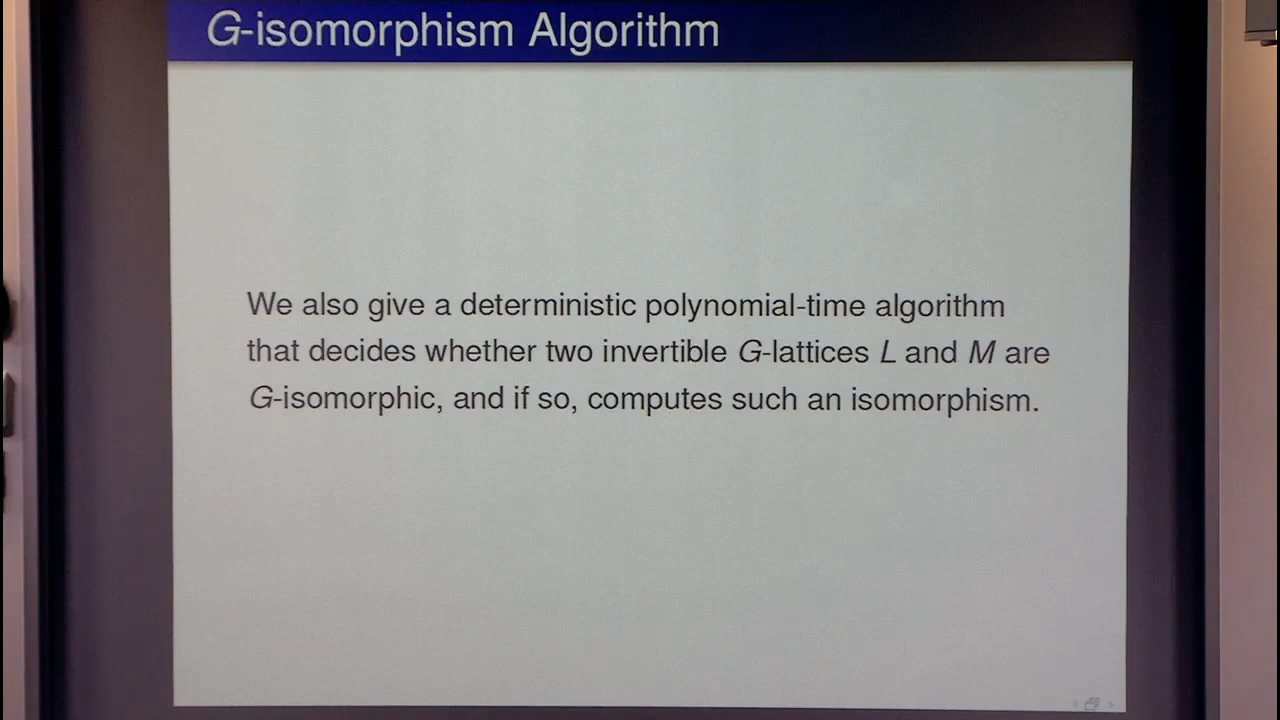 G-isomorphism Algorithm
We also give a deterministic polynomial-time algorithm
that decides whether two invertible G-lattices L and M are
G-isomorphic, and if so, computes such an isomorphism.